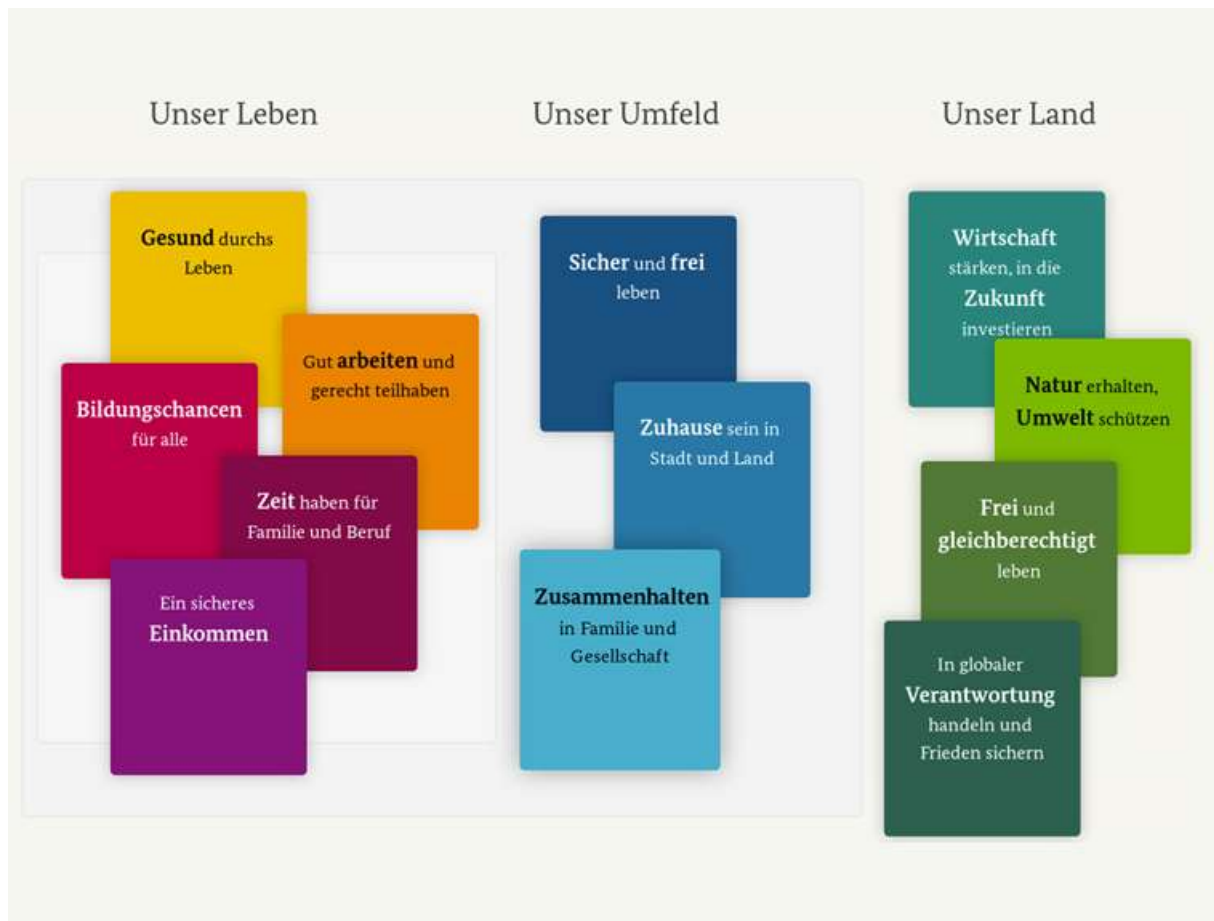 Unser Leben
Gesund durchs
Leben
Gut arbeiten und
gerecht teilhaben
Bildungschancen
für alle
Zeit haben für
Familie und Beruf
Ein sicheres
Einkommen
Unser Umfeld
Sicher und frei
leben
Zuhause sein in
Stadt und Land
Zusammenhalten
in Familie und
Gesellschaft
Unser Land
Wirtschaft
stärken, in die
Zukunft
investieren
Natur erhalten,
Umwelt schützen
Frei und
gleichberechtigt
leben
In globaler
Verantwortung
handeln und
Frieden sichern